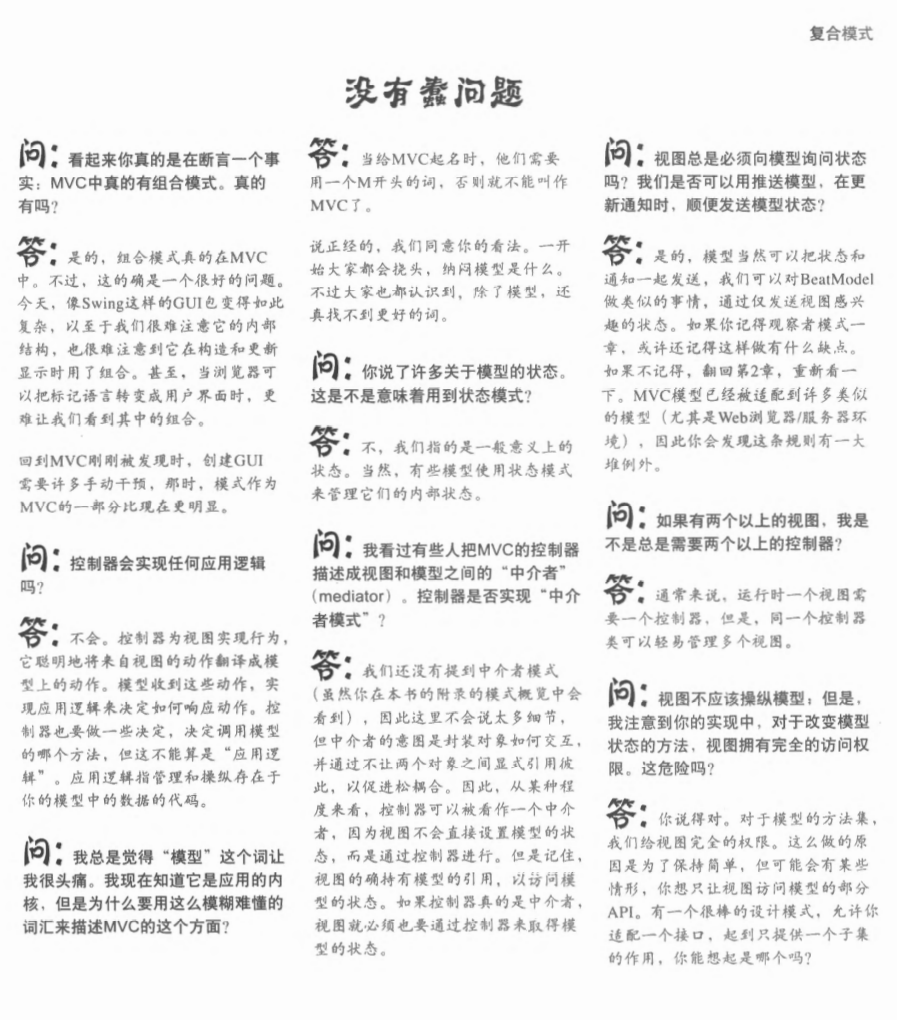 复合模式
没有蠢问题
问：看起来你真的是在断言一个事
实：MVC中真的有组合模式。真的
有吗？
答：是的，组合模式真的在MVC
中。不过，这的确是一个很好的问题。
今天，像Swing这样的GUI包变得如此
复杂，以至于我们很难注意它的内部
结构，也很难注意到它在构造和更新
显示时用了组合。甚至，当浏览器可
以把标记语言转变成用户界面时，更
难让我们看到其中的组合。
回到MVC刚刚被发现时，创建GUI
需要许多手动干预，那时，模式作为
MVC的一部分比现在更明显。
问：控制器会实现任何应用逻辑
吗？
答：不会。控制器为视图实现行为，
它聪明地将来自视图的动作翻译成模
型上的动作。模型收到这些动作，实
现应用逻辑来决定如何响应动作。控
制器也要做一些决定，决定调用模型
的哪个方法，但这不能算是“应用逻
辑”。应用逻辑指管理和操纵存在于
你的模型中的数据的代码。
问：我总是觉得“模型”这个词让
我很头痛。我现在知道它是应用的内
核，但是为什么要用这么模糊难懂的
词汇来描述MVC的这个方面？
答：当给MVC起名时，他们需要
用一个M开头的词，否则就不能叫作
MVC了。
说正经的，我们同意你的看法。一开
始大家都会挠头，纳闷模型是什么。
不过大家也都认识到，除了模型，还
真找不到更好的词。
问：你说了许多关于模型的状态。
这是不是意味着用到状态模式？
答：不，我们指的是一般意义上的
状态。当然，有些模型使用状态模式
来管理它们的内部状态。
问：我看过有些人把MVC的控制器
描述成视图和模型之间的“中介者”
（mediator）。控制器是否实现“中介
者模式”？
答：我们还没有提到中介者模式
(虽然你在本书的附录的模式概览中会
看到），因此这里不会说太多细节，
但中介者的意图是封装对象如何交互，
并通过不让两个对象之间显式引用彼
此，以促进松耦合。因此，从某种程
度来看，控制器可以被看作一个中介
者，因为视图不会直接设置模型的状
态，而是通过控制器进行。但是记住，
视图的确持有模型的引用，以访问模
型的状态。如果控制器真的是中介者，
视图就必须也要通过控制器来取得模
型的状态。
问：视图总是必须向模型询问状态
吗？我们是否可以用推送模型，在更
新通知时，顺便发送模型状态？
答：是的，模型当然可以把状态和
通知一起发送，我们可以对BeatModel
做类似的事情，通过仅发送视图感兴
趣的状态。如果你记得观察者模式一
章，或许还记得这样做有什么缺点。
如果不记得，翻回第2章，重新看一
下。MVC模型已经被适配到许多类似
的模型（尤其是Web浏览器/服务器环
境），因此你会发现这条规则有一大
堆例外。
问：如果有两个以上的视图，我是
不是总是需要两个以上的控制器？
答：通常来说，运行时一个视图需
要一个控制器，但是，同一个控制器
类可以轻易管理多个视图。
问：视图不应该操纵模型；但是，
我注意到你的实现中，对于改变模型
状态的方法，视图拥有完全的访问权
限。这危险吗？
答：你说得对。对于模型的方法集，
我们给视图完全的权限。这么做的原
因是为了保持简单，但可能会有某些
情形，你想只让视图访问模型的部分
API。有一个很棒的设计模式，允许你
适配一个接口，起到只提供一个子集
的作用，你能想起是哪个吗？